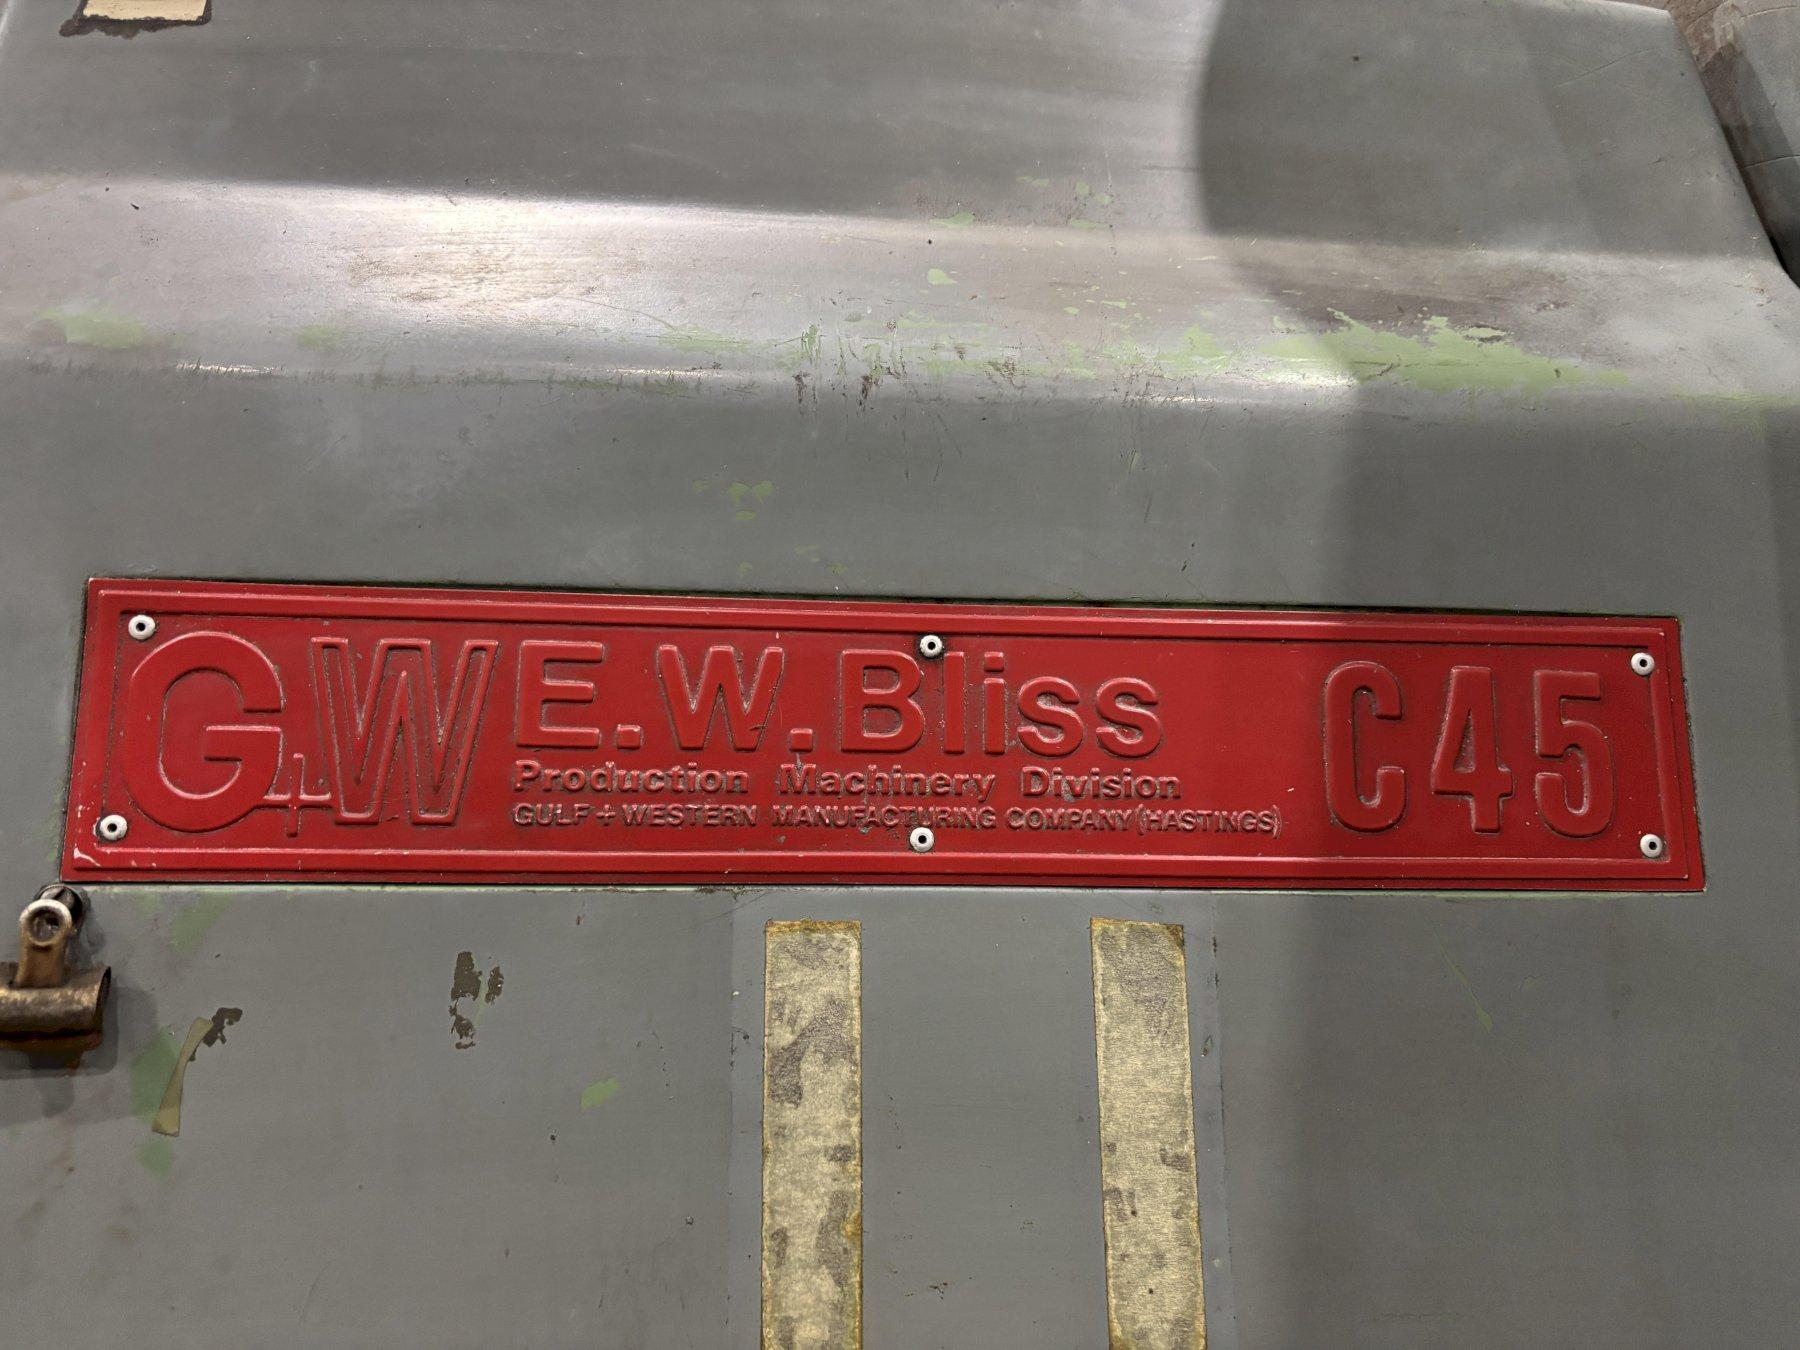 G+W E.W.Bliss C45
Production Machinery Division
GULF + WESTERN MANUFACTURING COMPANY (HASTINGS)